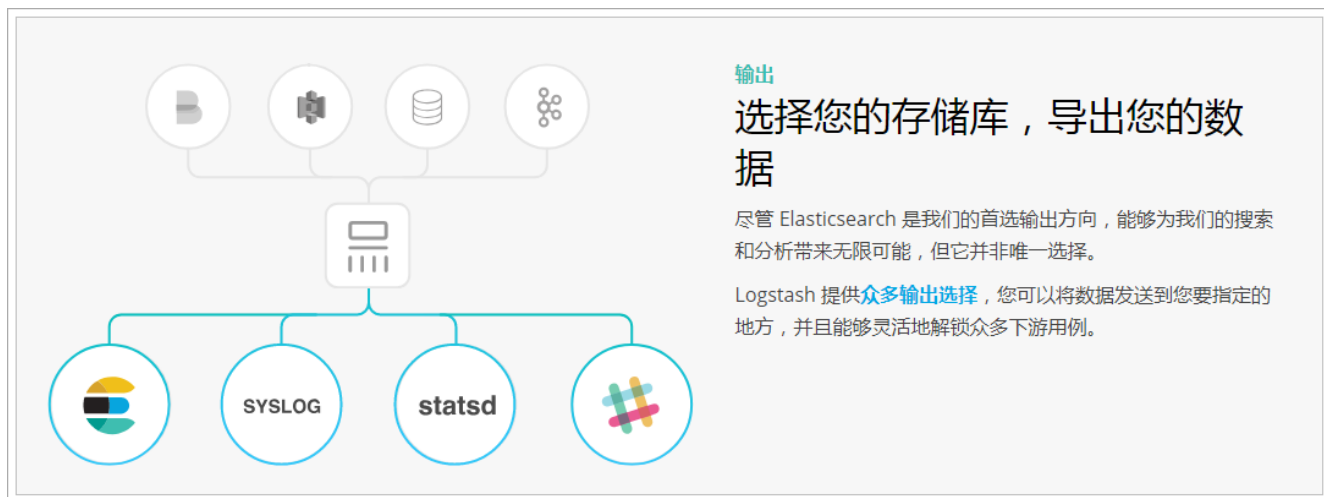 输出
选择您的存储库，导出您的数
据
尽管 Elasticsearch 是我们的首选输出方向，能够为我们的搜索
和分析带来无限可能，但它并非唯一选择。
Logstash 提供众多输出选择，您可以将数据发送到您要指定的
地方，并且能够灵活地解锁众多下游用例。
SYSLOG
statsd